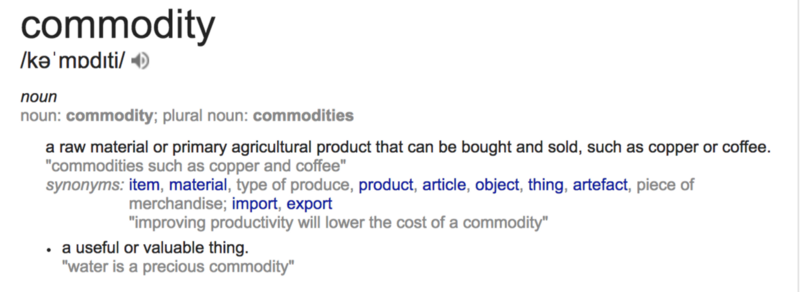 commodity
/kəˈmɒdɪti/
noun
noun: commodity; plural noun: commodities
a raw material or primary agricultural product that can be bought and sold, such as copper or coffee.
"commodities such as copper and coffee"
synonyms: item, material, type of produce, product, article, object, thing, artefact, piece of
merchandise; import, export
"improving productivity will lower the cost of a commodity"
• a useful or valuable thing.
"water is a precious commodity"